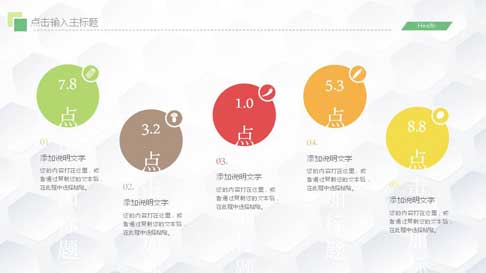 点击输入主标题
Health
7.8
点
01.
添加说明文字
您的内容打在这里，或
者通过复制您的文本后，
在此框中选择粘贴。
3.2
点
02.
添加说明文字
您的内容打在这里，或
者通过复制您的文本后，
在此框中选择粘贴。
1.0
点
03.
添加说明文字
您的内容打在这里，或
者通过复制您的文本后，
在此框中选择粘贴。
5.3
点
04.
添加说明文字
您的内容打在这里，或
者通过复制您的文本后，
在此框中选择粘贴。
8.8
点
添加说明文字
您的内容打在这里，或
者通过复制您的文本后，
在此框中选择粘贴。